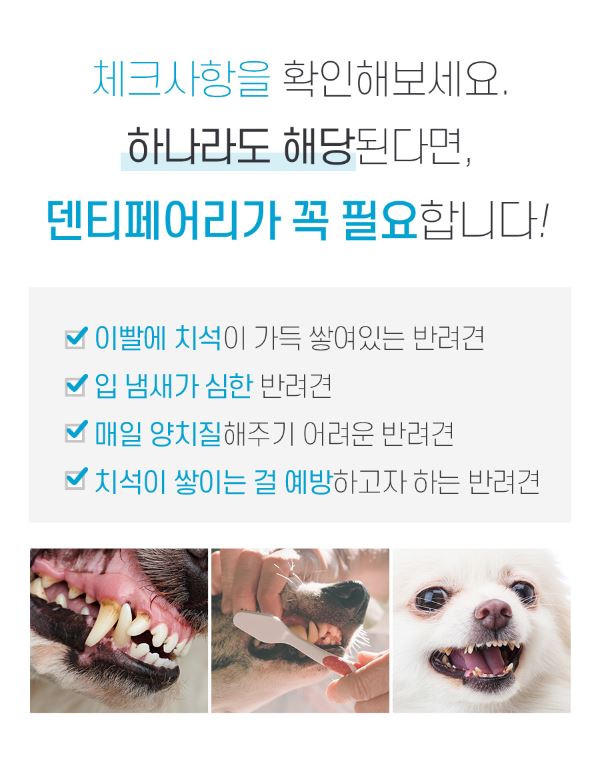 체크사항을 확인해보세요.
하나라도 해당된다면,
덴티페어리가 꼭 필요합니다!
이빨에 치석이 가득 쌓여있는 반려견
입 냄새가 심한 반려견
매일 양치질해주기 어려운 반려견
치석이 쌓이는 걸 예방하고자 하는 반려견